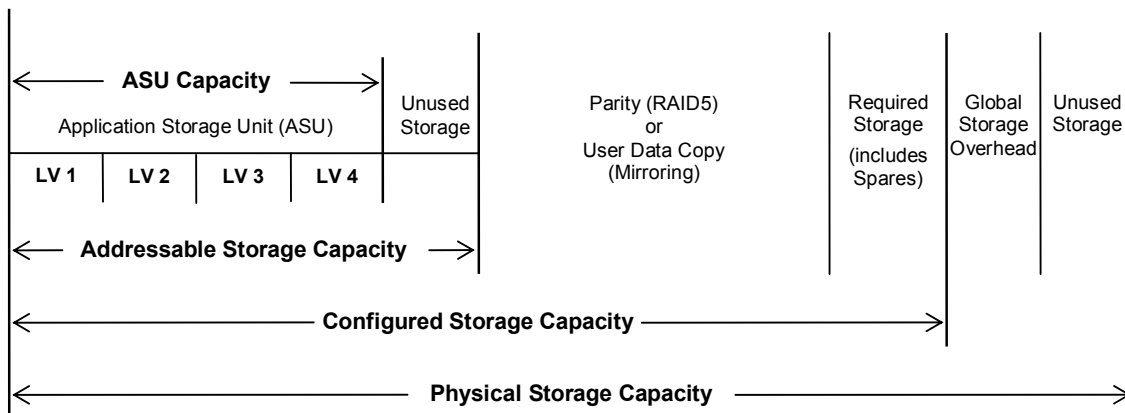 ASU Capacity
Application Storage Unit (ASU)
LV 1
LV 2
LV 3
LV 4
Unused
Storage
Parity (RAID5)
or
User Data Copy
(Mirroring)
Required
Storage
(includes
Spares)
Global
Storage
Overhead
Unused
Storage
Addressable Storage Capacity
Configured Storage Capacity
Physical Storage Capacity